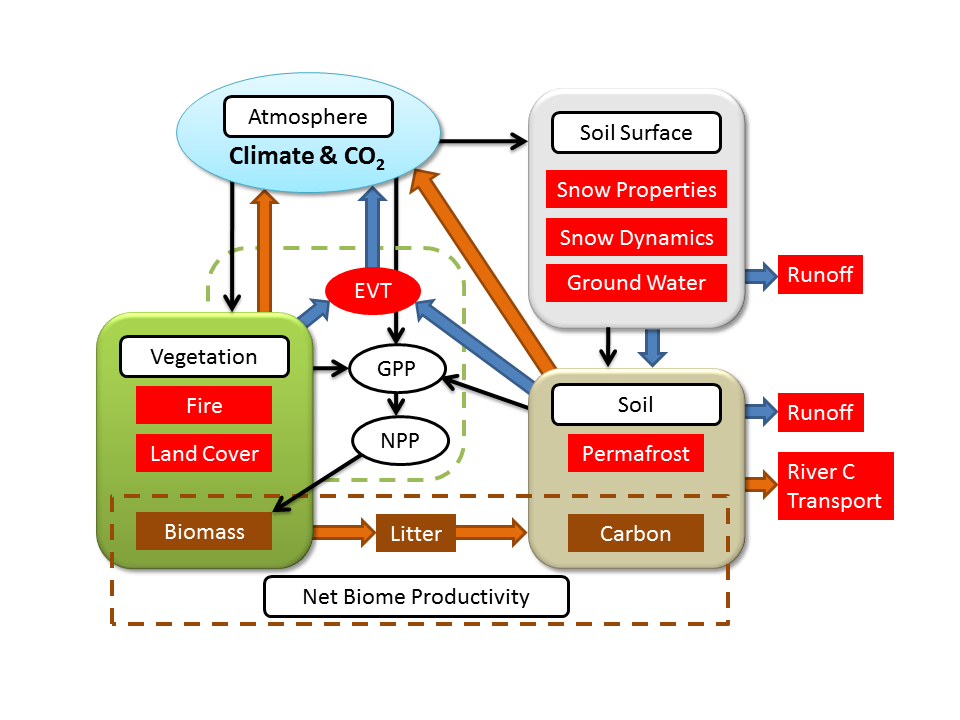 Atmosphere
Climate & CO₂
Soil Surface
Snow Properties
Snow Dynamics
Ground Water
Runoff
EVT
Vegetation
Fire
Land Cover
GPP
NPP
Soil
Permafrost
Runoff
River C
Transport
Biomass
Litter
Carbon
Net Biome Productivity